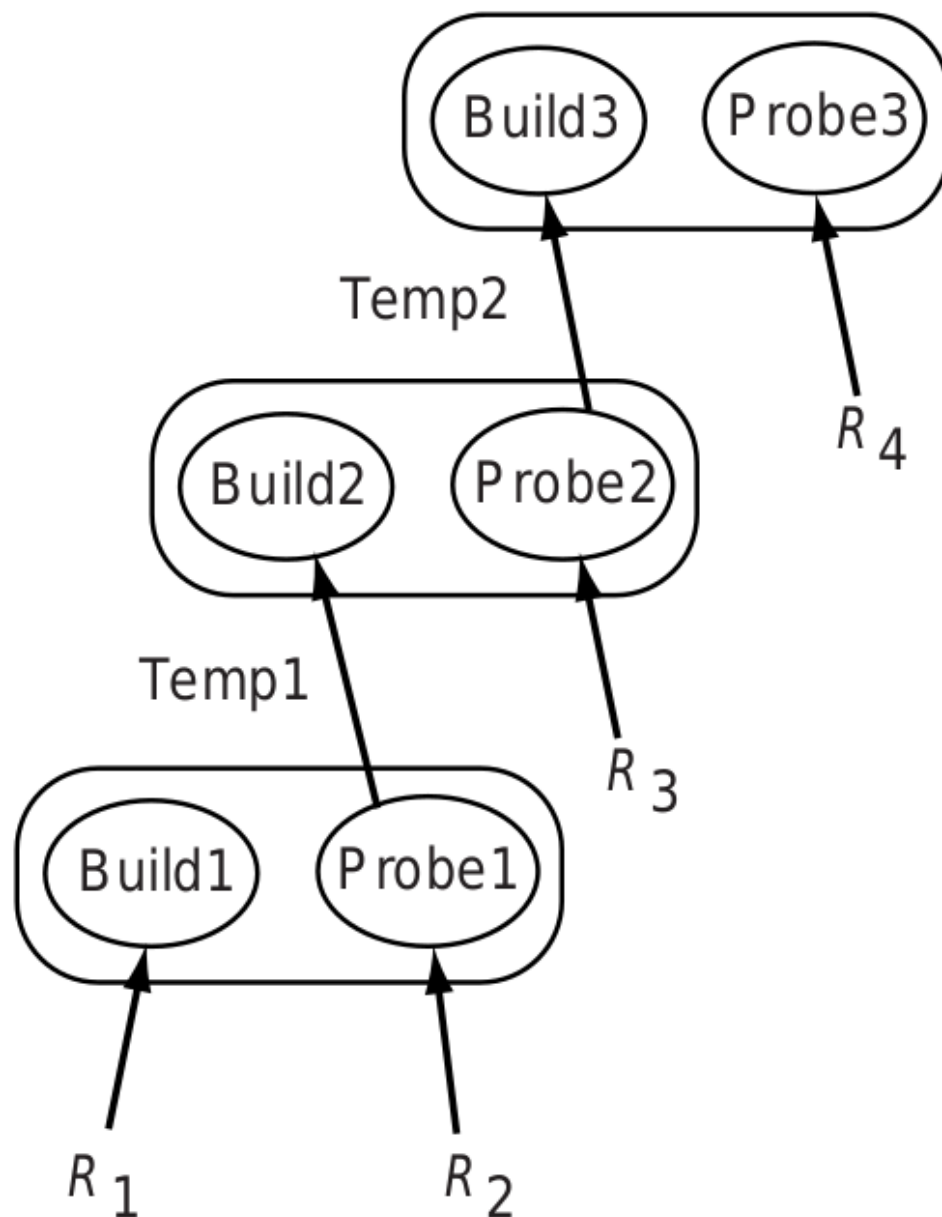 Build3 Probe3
Temp2
R4
Build2 Probe2
Temp1
R3
Build1 Probe1
R1 R2